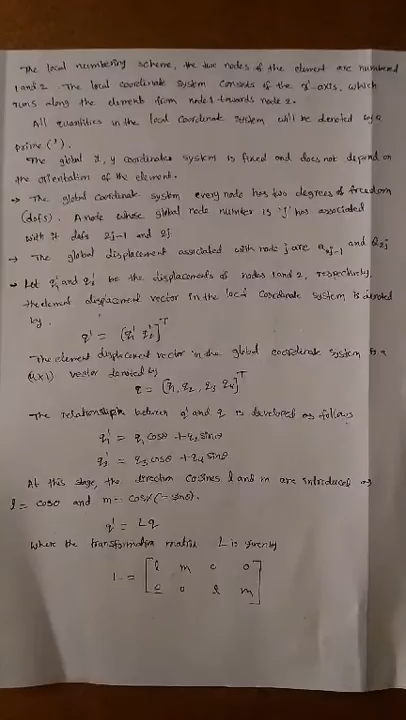 The local numbering scheme, the two nodes of the element are numbered
1 and 2. The local coordinate system consists of the x'-axis, which
runs along the element from node 1 towards node 2.
All quantities in the local coordinate system will be denoted by a
prime (').
The global x, y coordinates system is fixed and does not depend on
the orientation of the element.
→ The global coordinate system every node has two degrees of freedom
(dofs). A node whose global node number is 'j' has associated
with it dofs 2j-1 and 2j.
→ The global displacement associated with node j are Q2j-1 and Q2j
→ Let q1' and q2' be the displacements of nodes 1 and 2, respectively,
the element displacement vector in the local coordinate system is denoted
by.
q' = [q1' q2']^T
The element displacement vector in the global coordinate system is a
(4x1) vector denoted by
q = [q1, q2, q3 q4]^T
The relationship between q' and q is developed as follows
q1' = q1 cosθ + q2 sinθ
q2' = q3 cosθ + q4 sinθ
At this stage, the direction cosines l and m are introduced as
l = cosθ and m = cos (= sinθ).
q' = Lq
Where the transformation matrix L is given by
L = [l m 0 0
0 0 l m]